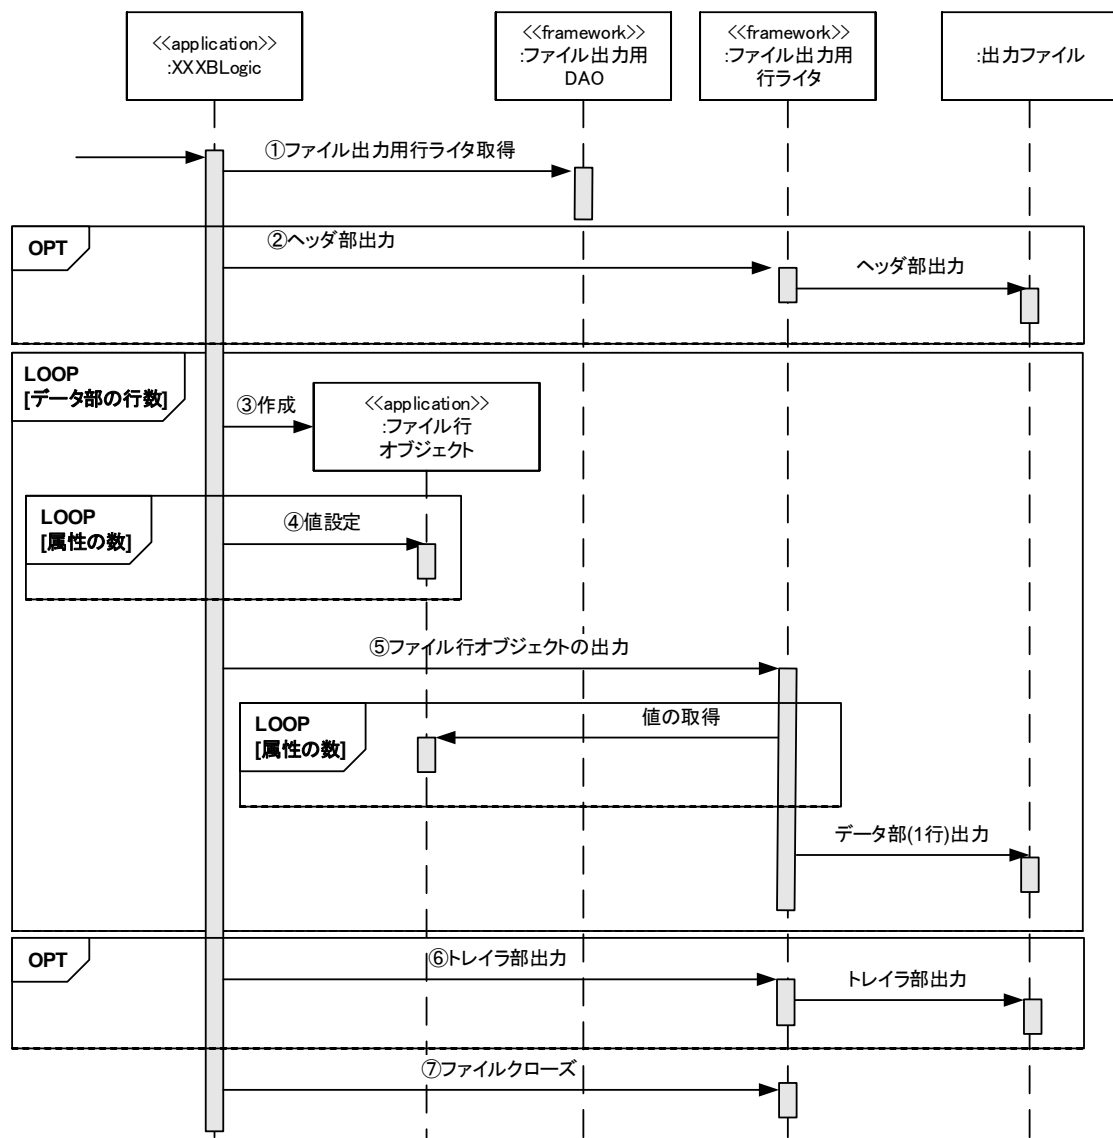 <<application>>
:XXXBLogic
<<framework>>
:ファイル出力用
DAO
<<framework>>
:ファイル出力用
行ライタ
:出力ファイル
①ファイル出力用行ライタ取得
OPT
②ヘッダ部出力
ヘッダ部出力
LOOP
[データ部の行数]
③作成
<<application>>
:ファイル行
オブジェクト
LOOP
[属性の数]
④値設定
⑤ファイル行オブジェクトの出力
LOOP
[属性の数]
値の取得
データ部(1行)出力
OPT
⑥トレイラ部出力
トレイラ部出力
⑦ファイルクローズ